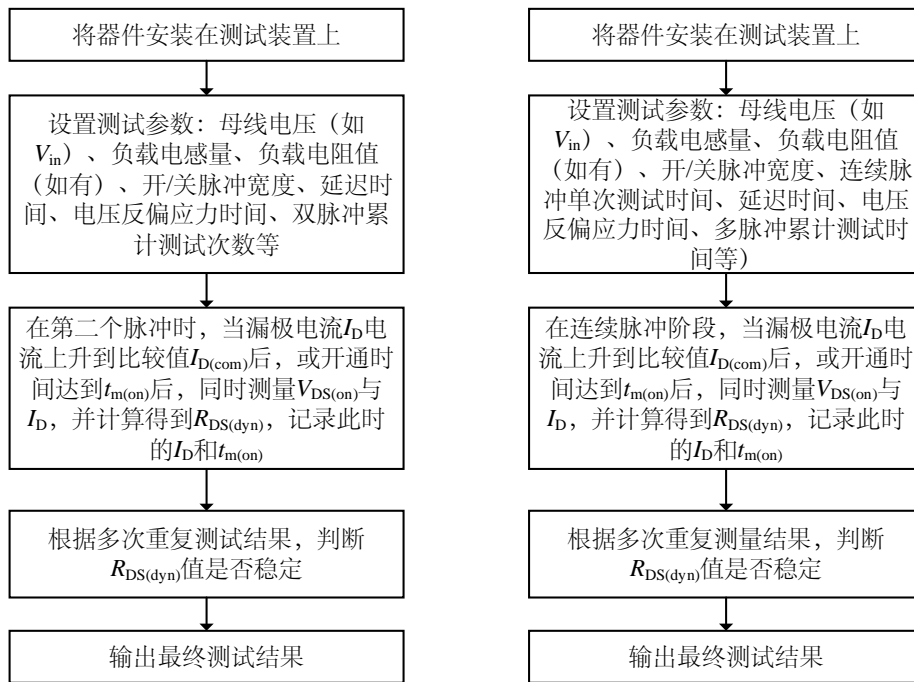 将器件安装在测试装置上
设置测试参数：母线电压（如
Vin）、负载电感量、负载电阻值
（如有）、开/关脉冲宽度、延迟时
间、电压反偏应力时间、双脉冲累
计测试次数等
在第二个脉冲时，当漏极电流ID电
流上升到比较值ID(com)后，或开通时
间达到tm(on)后，同时测量VDS(on)与
ID，并计算得到RDS(dyn)，记录此时
的ID和tm(on)
根据多次重复测试结果，判断
RDS(dyn)值是否稳定
输出最终测试结果
将器件安装在测试装置上
设置测试参数：母线电压（如
Vin）、负载电感量、负载电阻值
（如有）、开/关脉冲宽度、连续脉
冲单次测试时间、延迟时间、电压
反偏应力时间、多脉冲累计测试时
间等）
在连续脉冲阶段，当漏极电流ID电
流上升到比较值ID(com)后，或开通时
间达到tm(on)后，同时测量VDS(on)与
ID，并计算得到RDS(dyn)，记录此时
的ID和tm(on)
根据多次重复测量结果，判断
RDS(dyn)值是否稳定
输出最终测试结果